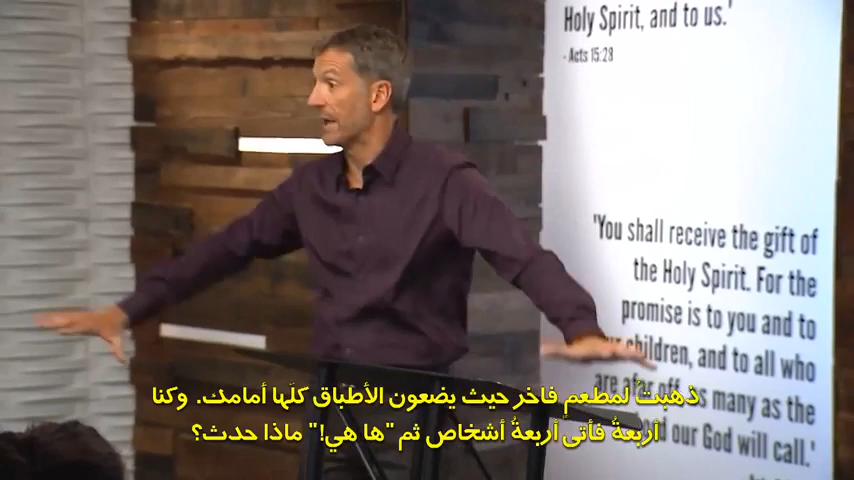 Holy Spirit, and to us.'
- Acts 15:28
'You shall receive the gift of
the Holy Spirit. For the
promise is to you and to
children, and to all who
are afar off, as many as the
our God will call.'
ذهبتُ لمطعمٍ فاخر حيث يضعون الأطباق كلَّها أمامك. وكنا
أربعةُ فأتى أربعةُ أشخاص ثم "ها هي!" ماذا حدث؟